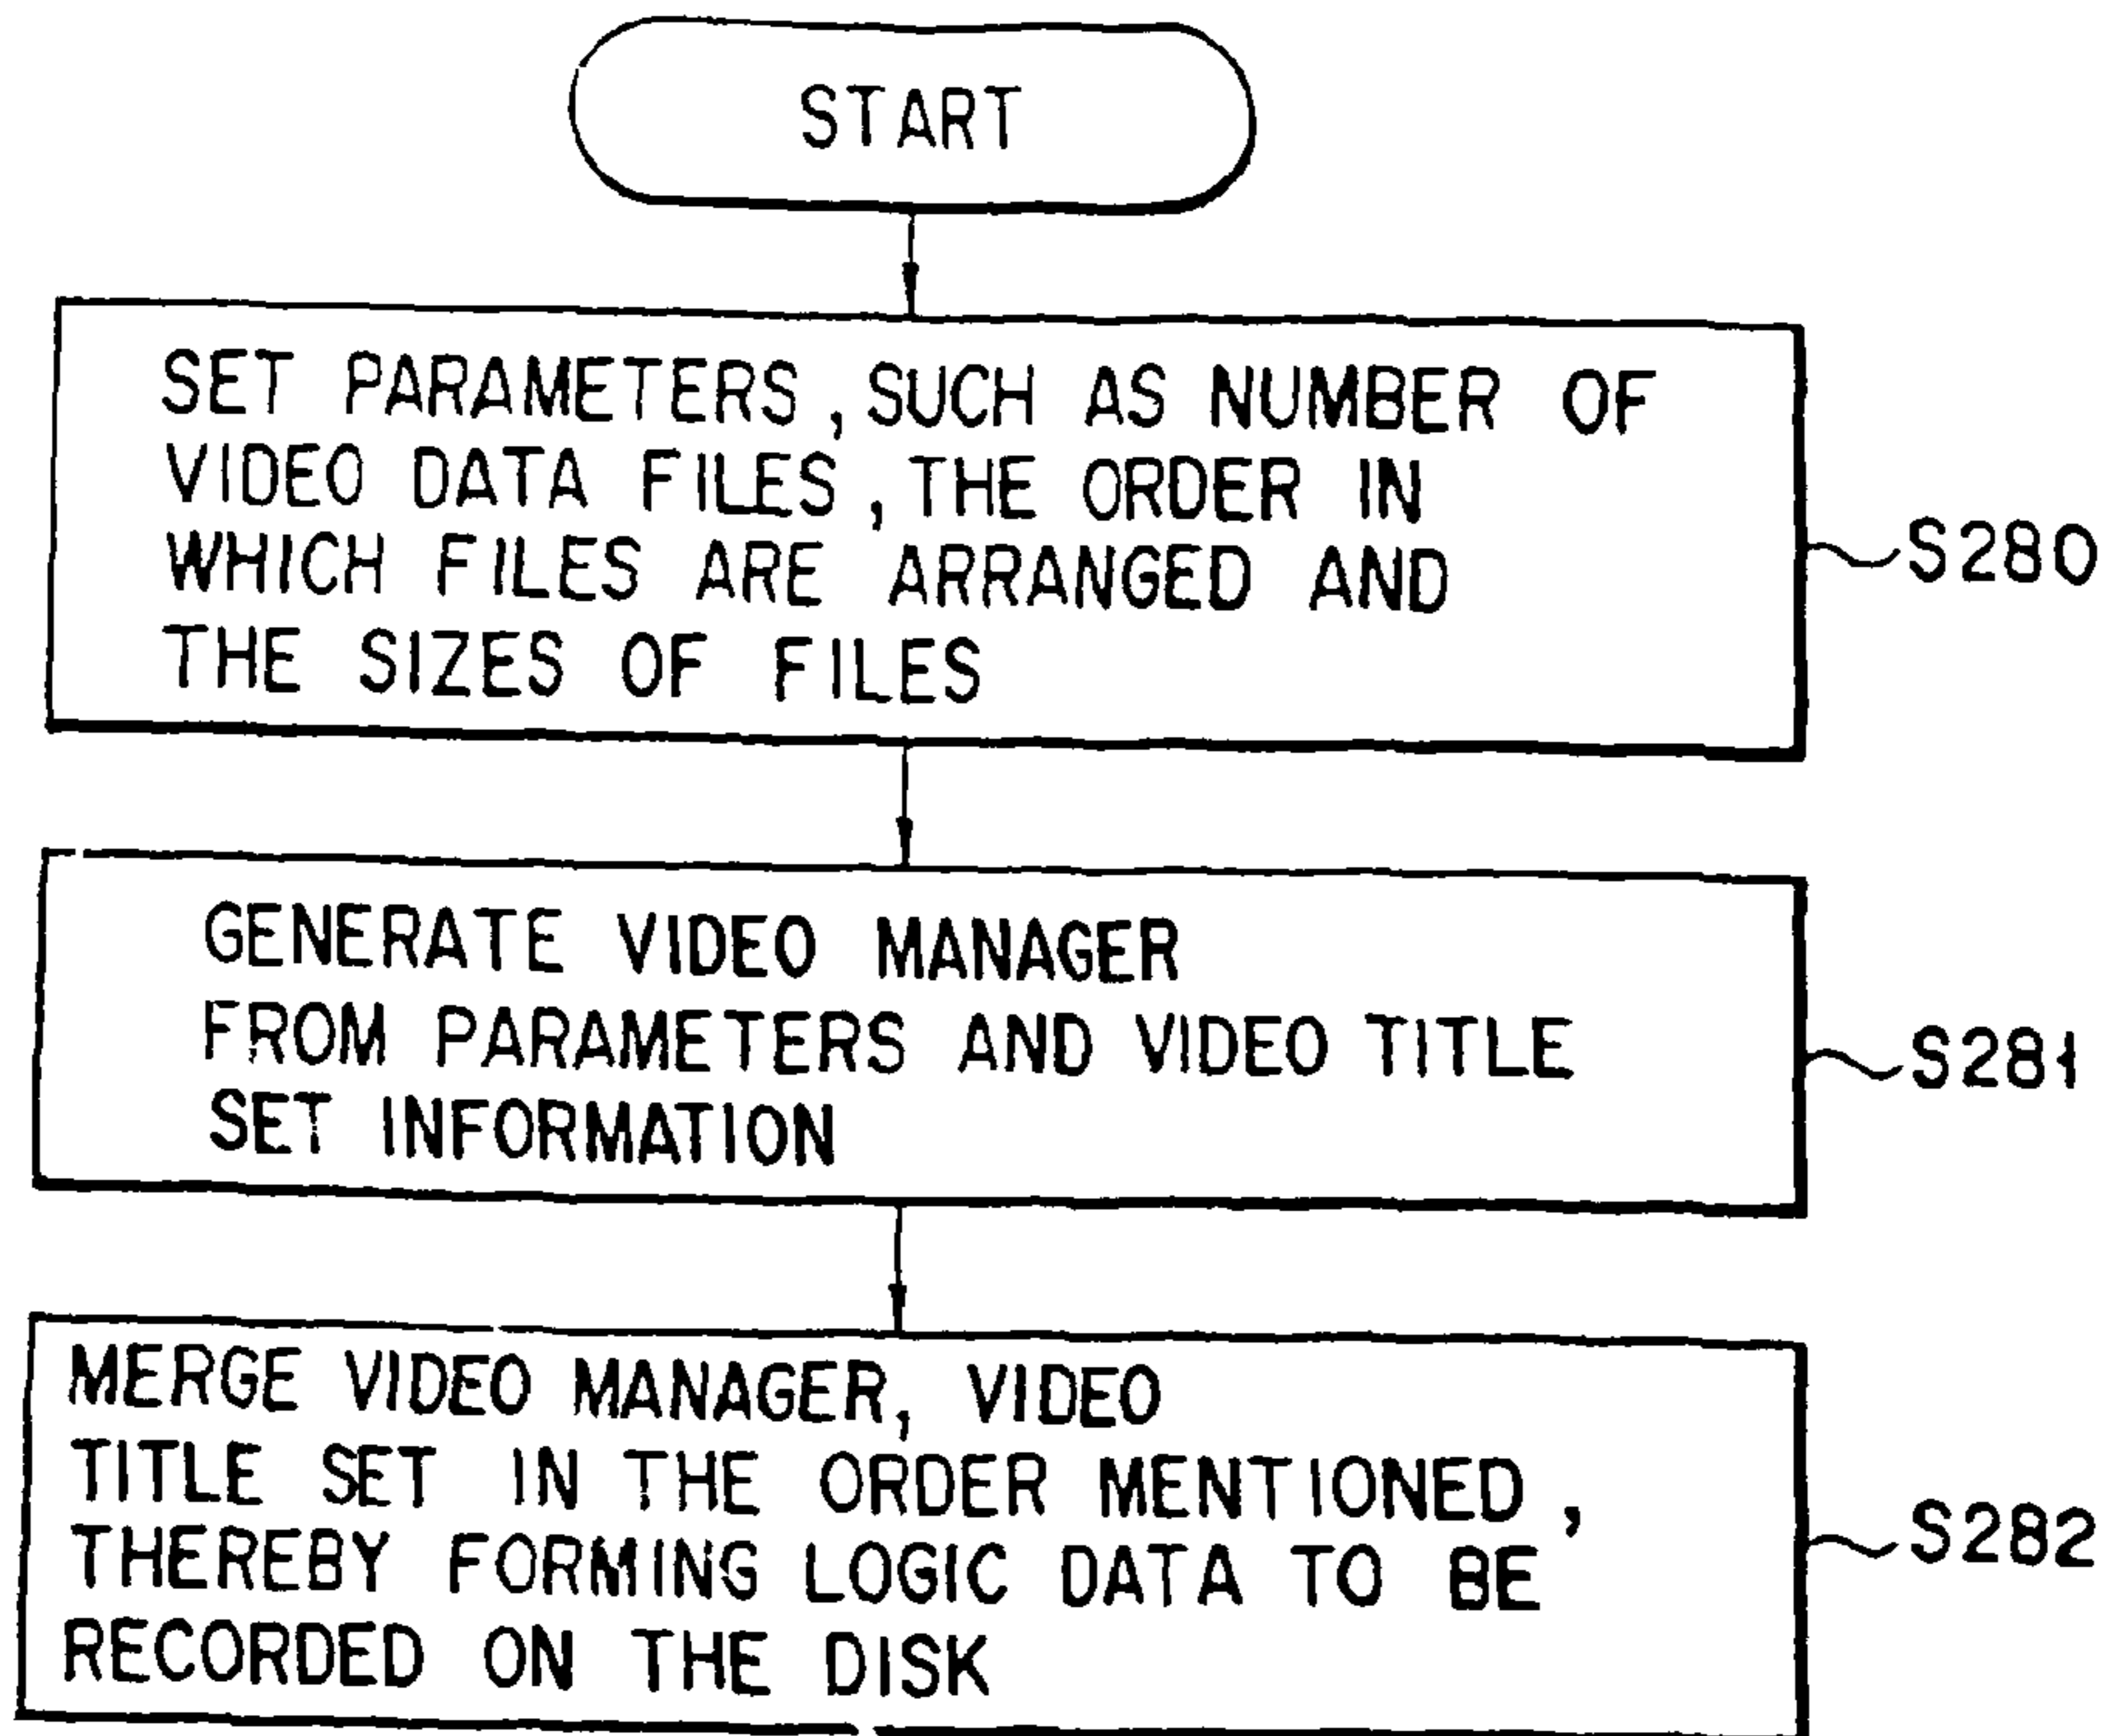 START
SET PARAMETERS, SUCH AS NUMBER OF
VIDEO DATA FILES, THE ORDER IN
WHICH FILES ARE ARRANGED AND
THE SIZES OF FILES
S280
GENERATE VIDEO MANAGER
FROM PARAMETERS AND VIDEO TITLE
SET INFORMATION
S281
MERGE VIDEO MANAGER, VIDEO
TITLE SET IN THE ORDER MENTIONED,
THEREBY FORMING LOGIC DATA TO BE
RECORDED ON THE DISK
S282